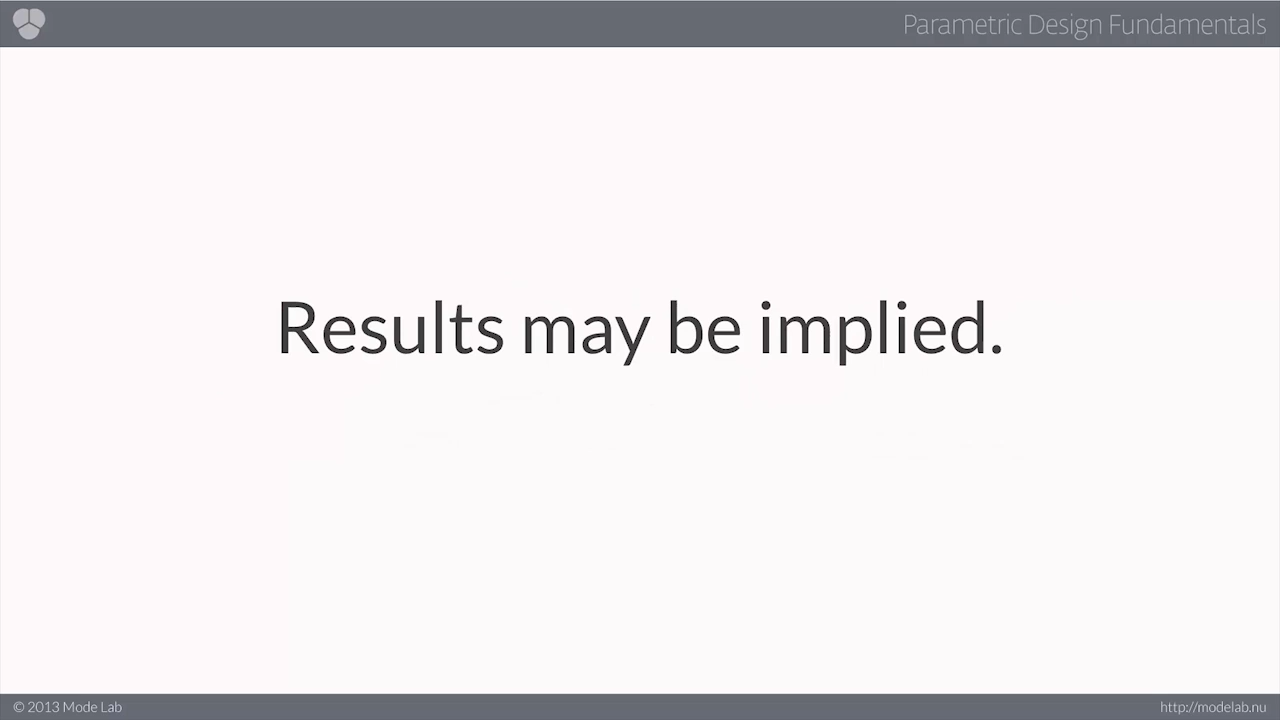 Parametric Design Fundamentals
Results may be implied.
© 2013 Mode Lab
http://modelab.nu